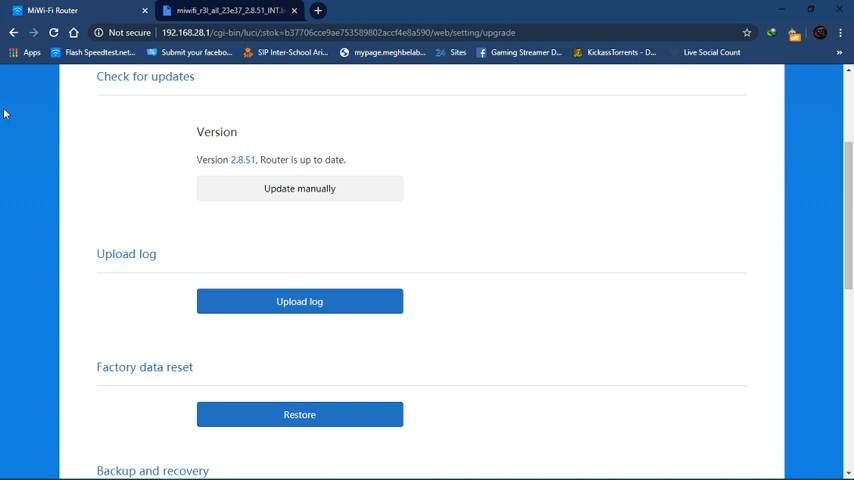 MiWi-Fi Router
miwifi_r3l_all_23e37_2.8.51_INT.b
Not secure
192.168.28.1/cgi-bin/luci/;stok=b37706cce9ae753589802accf4e8a590/web/setting/upgrade
Apps
Flash Speedtest.net...
Submit your facebo...
SIP Inter-School Ari...
mypage.meghbelab...
Sites
Gaming Streamer D...
KickassTorrents - D...
Live Social Count
»
off
Check for updates
Version
Version 2.8.51, Router is up to date.
Update manually
Upload log
Upload log
Factory data reset
Restore
Backup and recovery